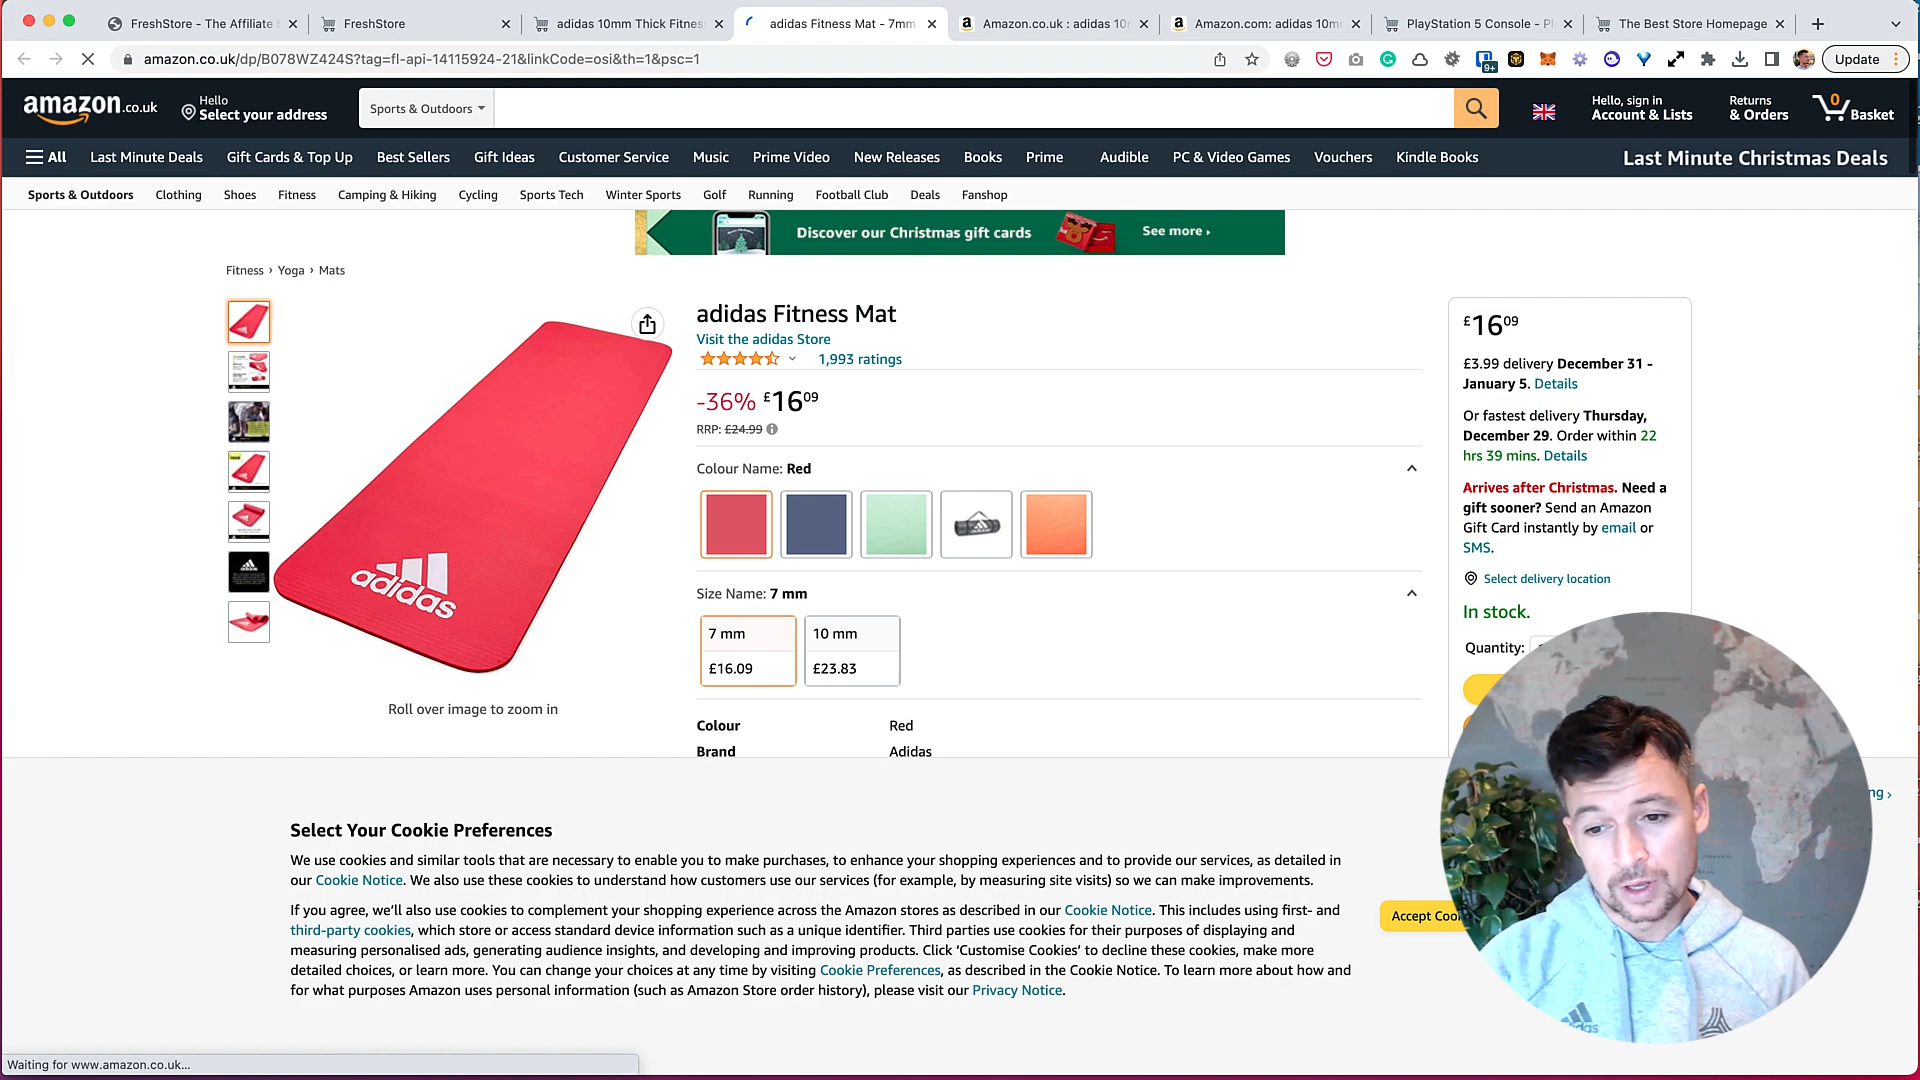 FreshStore - The Affiliate
FreshStore
adidas 10mm Thick Fitnes
adidas Fitness Mat - 7mm
Amazon.co.uk : adidas 10
Amazon.com: adidas 10m
PlayStation 5 Console - P
The Best Store Homepage
amazon.co.uk/dp/B078WZ424S?tag=fl-api-14115924-21&linkCode=osi&th=1&psc=1
9+
Update
amazon.co.uk
Hello
Select your address
Sports & Outdoors
Hello, sign in
Account & Lists
Returns
& Orders
0
Basket
All
Last Minute Deals
Gift Cards & Top Up
Best Sellers
Gift Ideas
Customer Service
Music
Prime Video
New Releases
Books
Prime
Audible
PC & Video Games
Vouchers
Kindle Books
Last Minute Christmas Deals
Sports & Outdoors
Clothing
Shoes
Fitness
Camping & Hiking
Cycling
Sports Tech
Winter Sports
Golf
Running
Football Club
Deals
Fanshop
Discover our Christmas gift cards
See more ›
Fitness › Yoga › Mats
adidas
Roll over image to zoom in
adidas Fitness Mat
Visit the adidas Store
1,993 ratings
-36% £1609
RRP: £24.99
Colour Name: Red
Size Name: 7 mm
7 mm
£16.09
10 mm
£23.83
Colour Red
Brand Adidas
£1609
£3.99 delivery December 31 -
January 5. Details
Or fastest delivery Thursday,
December 29. Order within 22
hrs 39 mins. Details
Arrives after Christmas. Need a
gift sooner? Send an Amazon
Gift Card instantly by email or
SMS.
Select delivery location
In stock.
Quantity:
ng ›
Select Your Cookie Preferences
We use cookies and similar tools that are necessary to enable you to make purchases, to enhance your shopping experiences and to provide our services, as detailed in
our Cookie Notice. We also use these cookies to understand how customers use our services (for example, by measuring site visits) so we can make improvements.
If you agree, we'll also use cookies to complement your shopping experience across the Amazon stores as described in our Cookie Notice. This includes using first- and
third-party cookies, which store or access standard device information such as a unique identifier. Third parties use cookies for their purposes of displaying and
measuring personalised ads, generating audience insights, and developing and improving products. Click 'Customise Cookies' to decline these cookies, make more
detailed choices, or learn more. You can change your choices at any time by visiting Cookie Preferences, as described in the Cookie Notice. To learn more about how and
for what purposes Amazon uses personal information (such as Amazon Store order history), please visit our Privacy Notice.
Accept Coo
Waiting for www.amazon.co.uk...